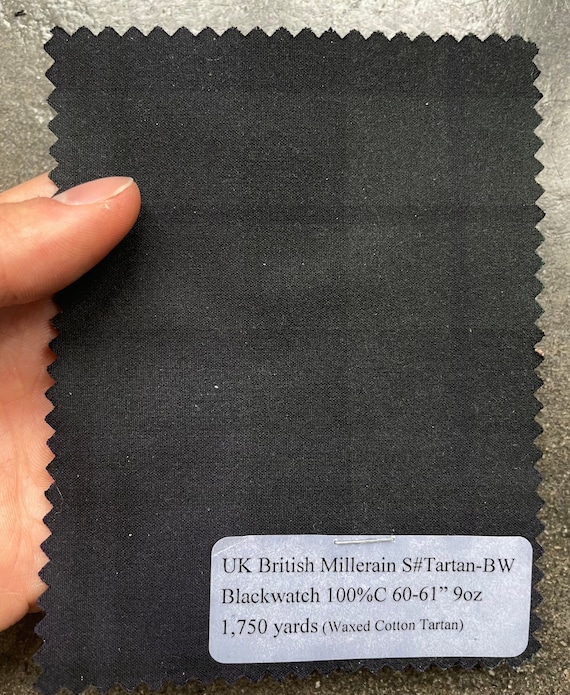 UK British Millerain S#Tartan-BW
Blackwatch 100%C 60-61” 9oz
1,750 yards (Waxed Cotton Tartan)